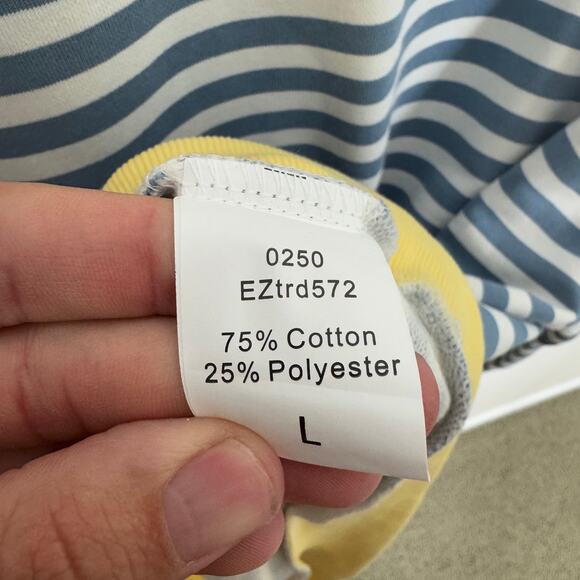 0250
EZtrd572
75% Cotton
25% Polyester
L